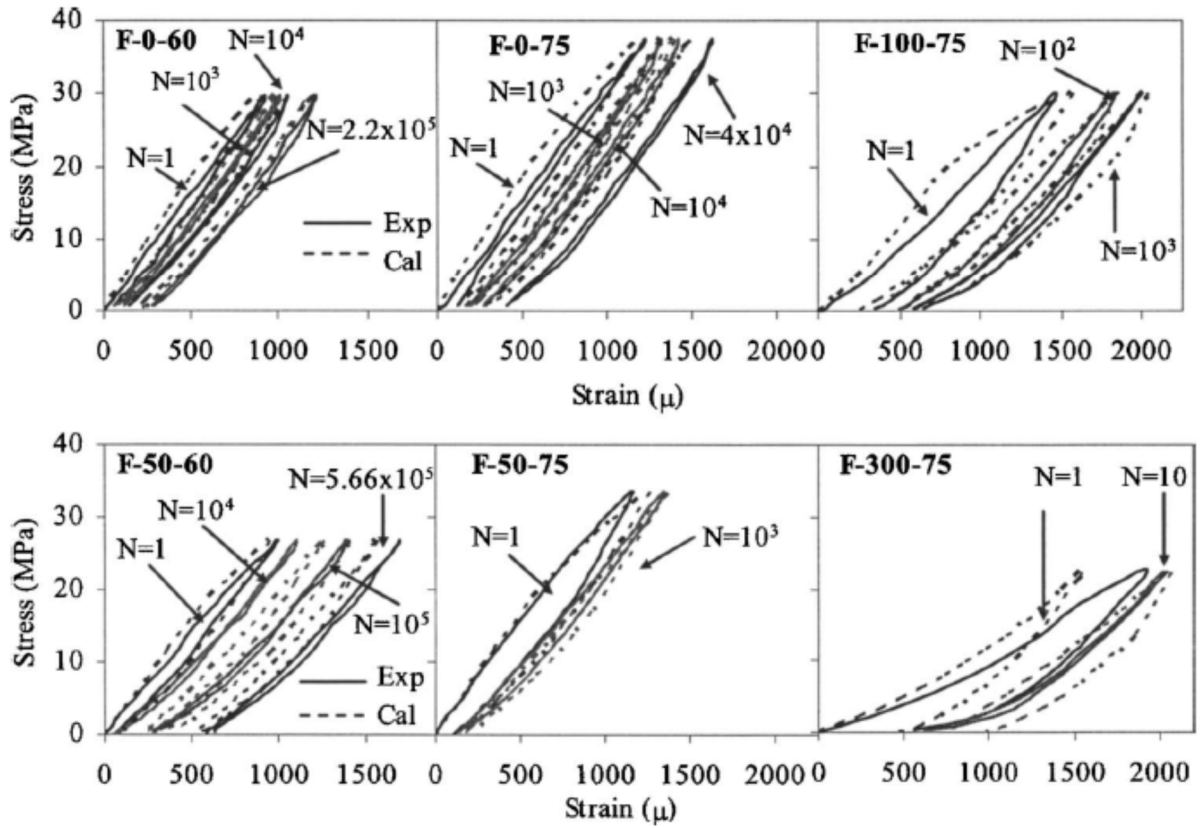 40
30
20
10
0
Stress (MPa)
F-0-60
N=10⁴
N=10³
N=1
N=2.2x10⁵
Exp
Cal
F-0-75
N=10³
N=1
N=4x10⁴
N=10⁴
F-100-75
N=10²
N=1
N=10³
0 500 1000 1500 0 500 1000 1500 2000 0 500 1000 1500 2000
Strain (μ)
40
30
20
10
0
Stress (MPa)
F-50-60
N=5.66x10⁵
N=10⁴
N=1
N=10⁵
Exp
Cal
F-50-75
N=1
N=10³
F-300-75
N=1
N=10
0 500 1000 1500 0 500 1000 1500 2000 0 500 1000 1500 2000
Strain (μ)